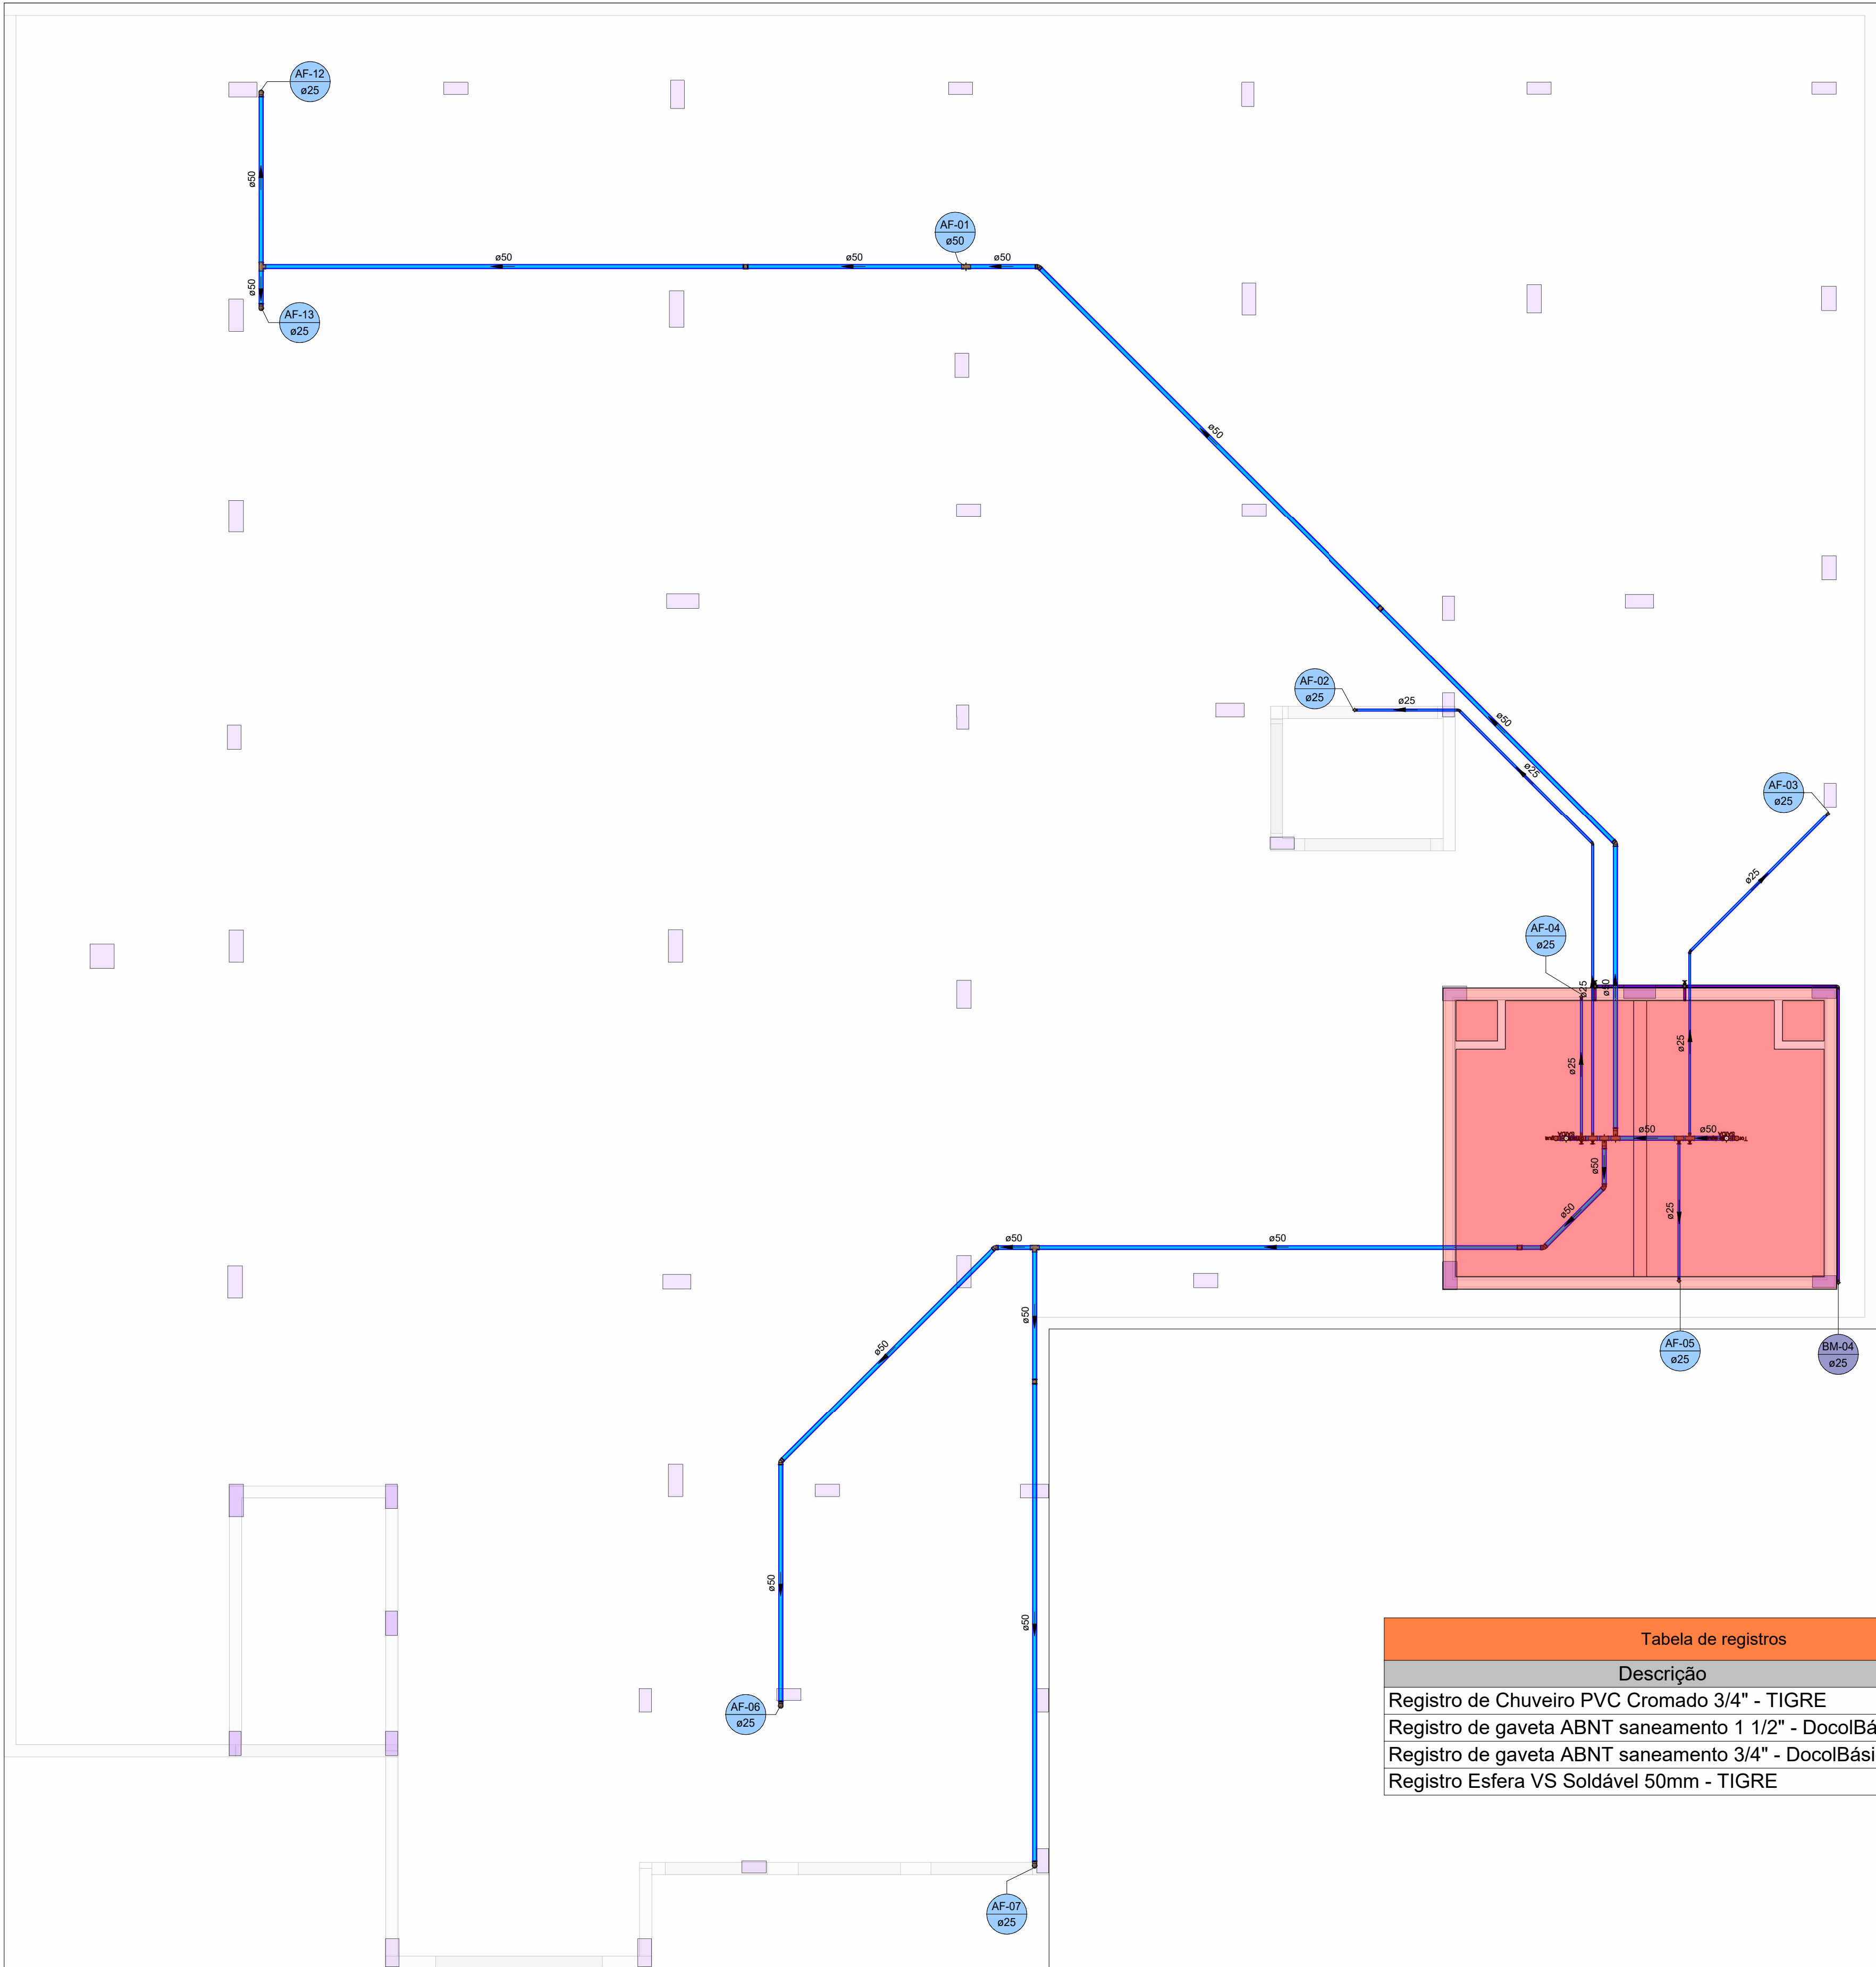 AF-12
ø25
ø50
AF-01
ø50
ø50
ø50
ø50
ø50
AF-13
ø25
ø50
AF-02
ø25
ø25
ø50
ø25
AF-03
ø25
ø25
AF-04
ø25
ø25
ø50
ø25
ø25
ø50
ø50
ø50
ø50
ø25
ø50
ø50
ø50
ø50
AF-05
ø25
BM-04
ø25
ø50
ø50
AF-06
ø25
AF-07
ø25
Tabela de registros
Descrição
Registro de Chuveiro PVC Cromado 3/4" - TIGRE
Registro de gaveta ABNT saneamento 1 1/2" - DocolBá
Registro de gaveta ABNT saneamento 3/4" - DocolBási
Registro Esfera VS Soldável 50mm - TIGRE